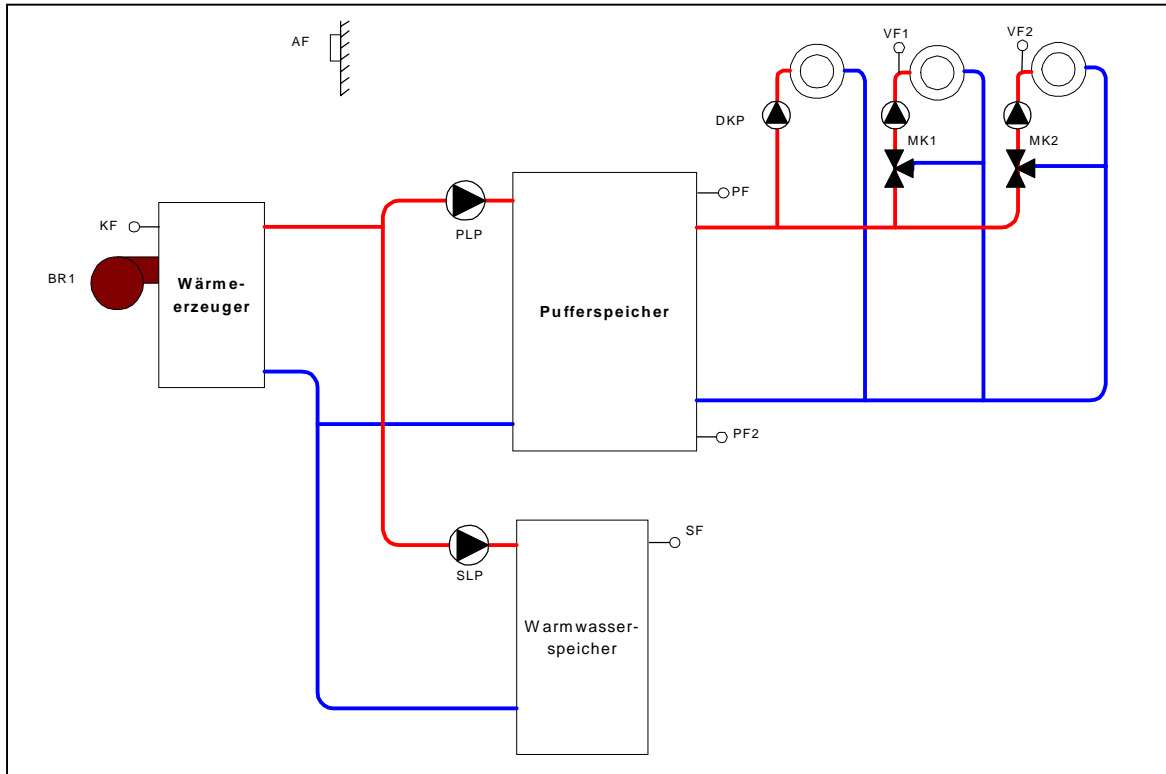 AF
VF1
VF2
DKP
MK1
MK2
PF
KF
PLP
BR1
Wärme-
erzeuger
Pufferspeicher
PF2
SF
SLP
Warmwasser-
speicher